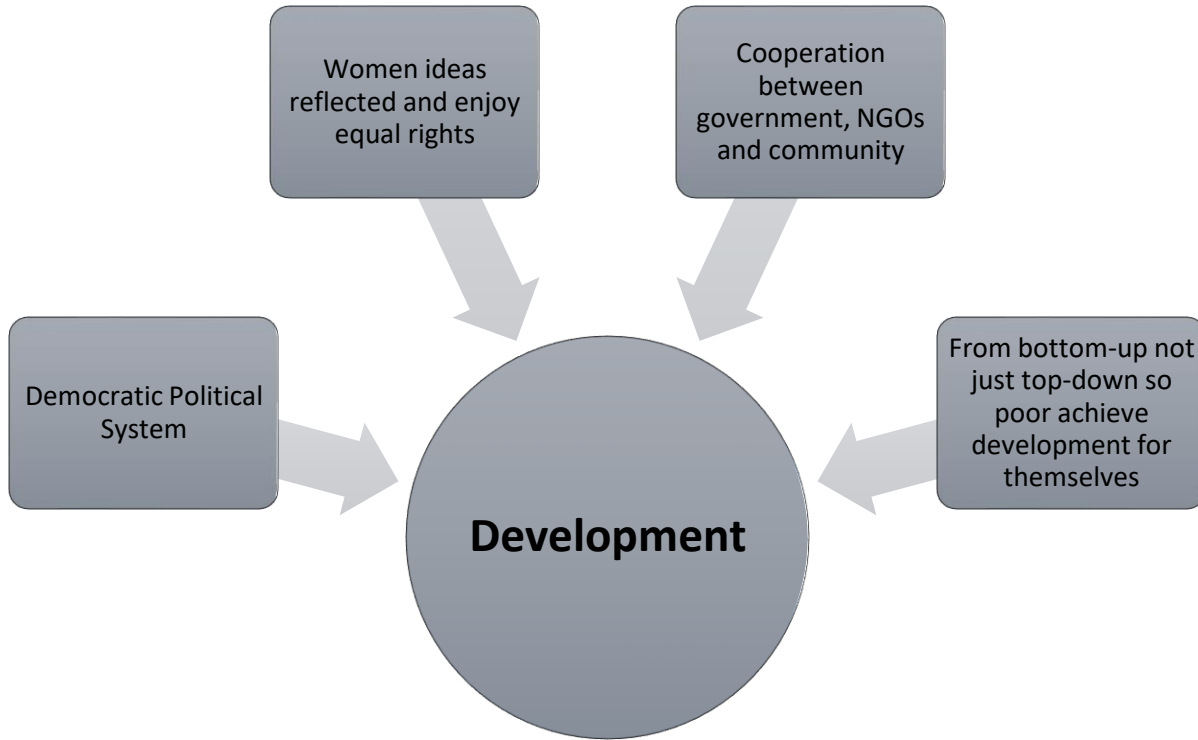 Women ideas
reflected and enjoy
equal rights
Cooperation
between
government, NGOs
and community
Democratic Political
System
From bottom-up not
just top-down so
poor achieve
development for
themselves
Development